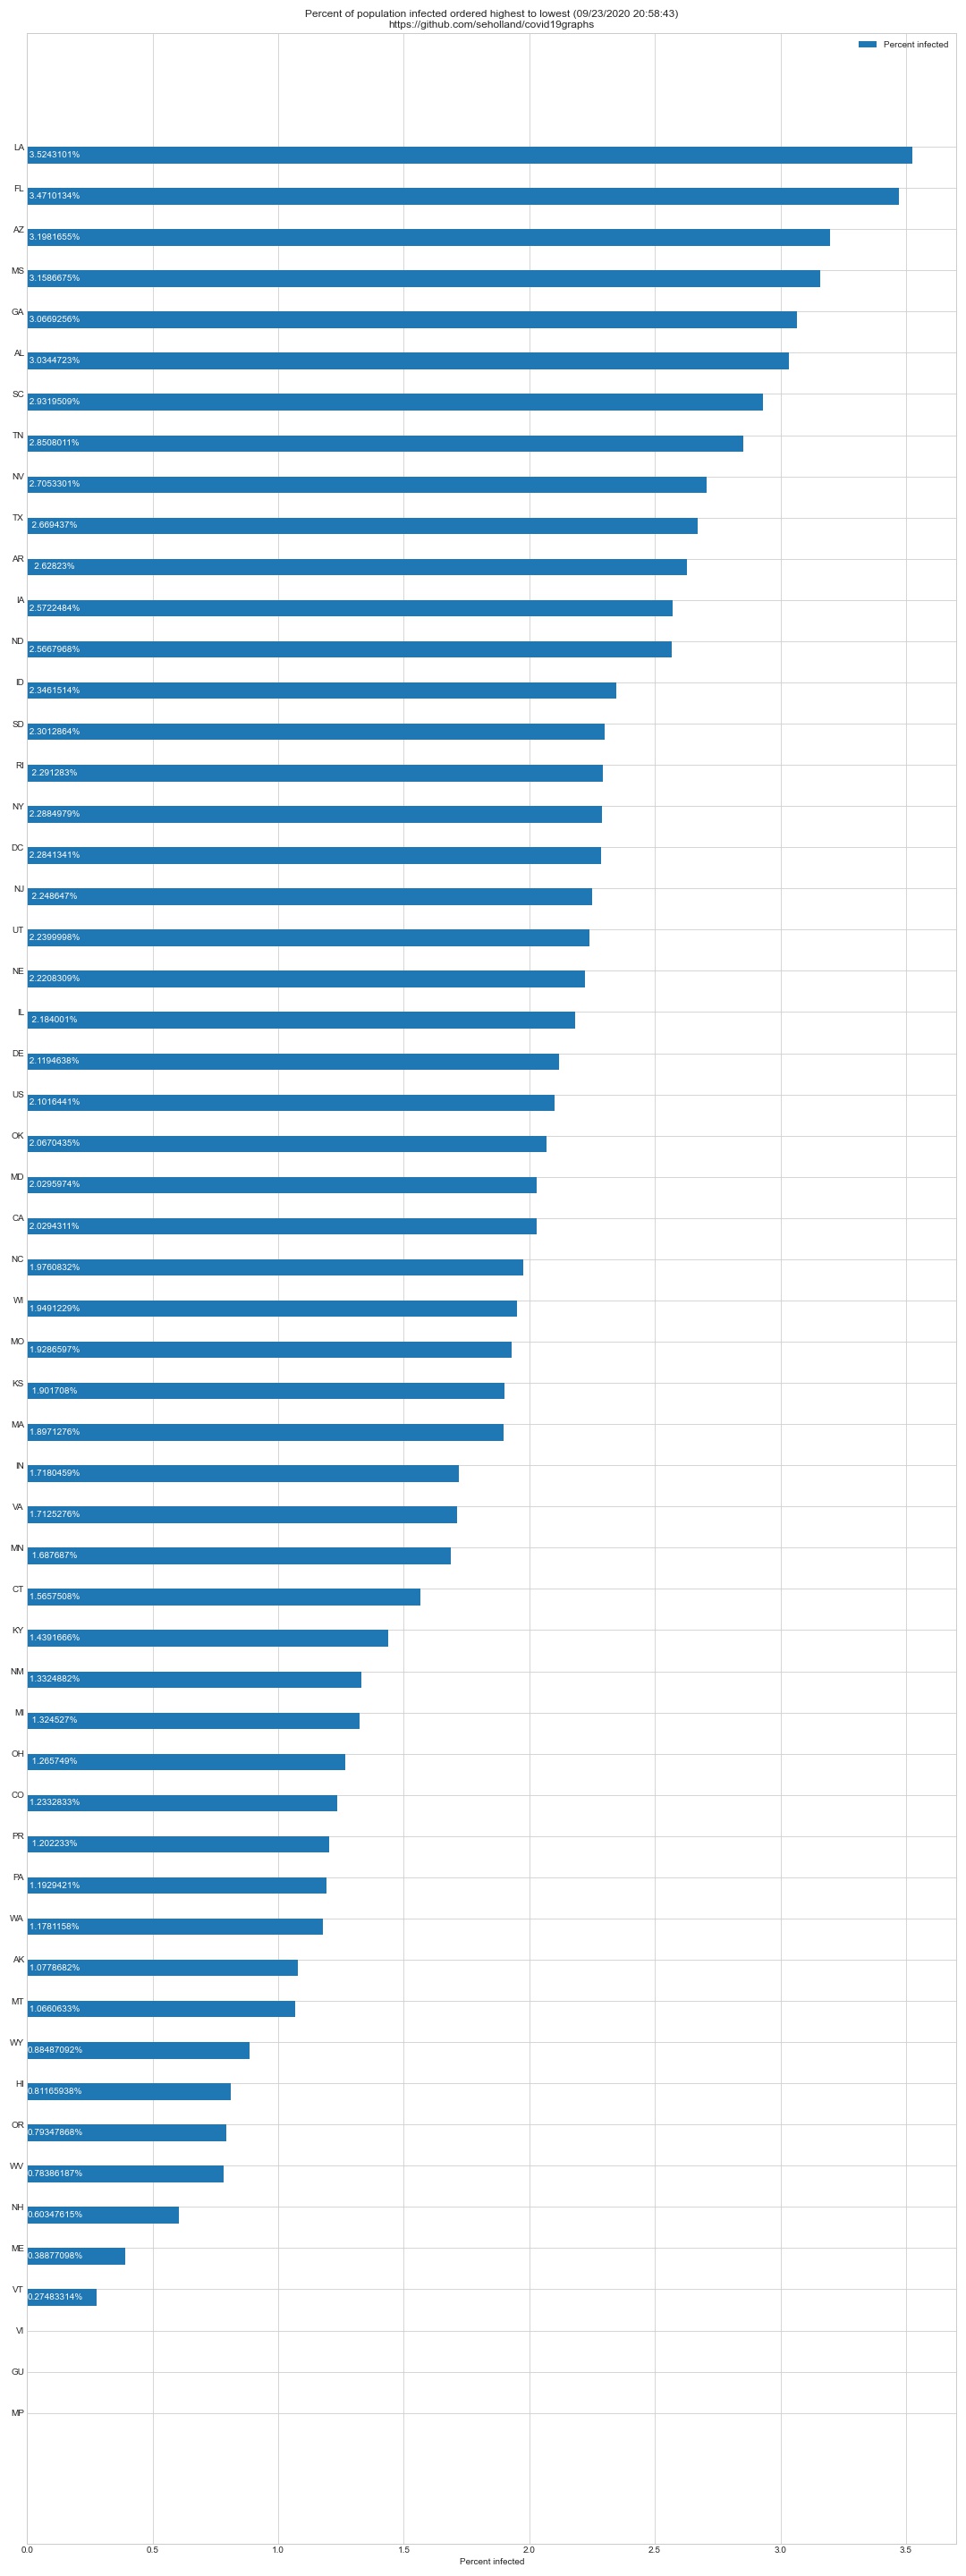 Percent of population infected ordered highest to lowest (09/23/2020 20:58:43)
https://github.com/seholland/covid19graphs
Percent infected
LA 3.5243101%
FL 3.4710134%
AZ 3.1981655%
MS 3.1586675%
GA 3.0669256%
AL 3.0344723%
SC 2.9319509%
TN 2.8508011%
NV 2.7053301%
TX 2.669437%
AR 2.62823%
IA 2.5722484%
ND 2.5667968%
ID 2.3461514%
SD 2.3012864%
RI 2.291283%
NY 2.2884979%
DC 2.2841341%
NJ 2.248647%
UT 2.2399998%
NE 2.2208309%
IL 2.184001%
DE 2.1194638%
US 2.1016441%
OK 2.0670435%
MD 2.0295974%
CA 2.0294311%
NC 1.9760832%
WI 1.9491229%
MO 1.9286597%
KS 1.901708%
MA 1.8971276%
IN 1.7180459%
VA 1.7125276%
MN 1.687687%
CT 1.5657508%
KY 1.4391666%
NM 1.3324882%
MI 1.324527%
OH 1.265749%
CO 1.2332833%
PR 1.202233%
PA 1.1929421%
WA 1.1781158%
AK 1.0778682%
MT 1.0660633%
WY 0.88487092%
HI 0.81165938%
OR 0.79347868%
WV 0.78386187%
NH 0.60347615%
ME 0.38877098%
VT 0.27483314%
VI
GU
MP
0.0 0.5 1.0 1.5 2.0 2.5 3.0 3.5
Percent infected